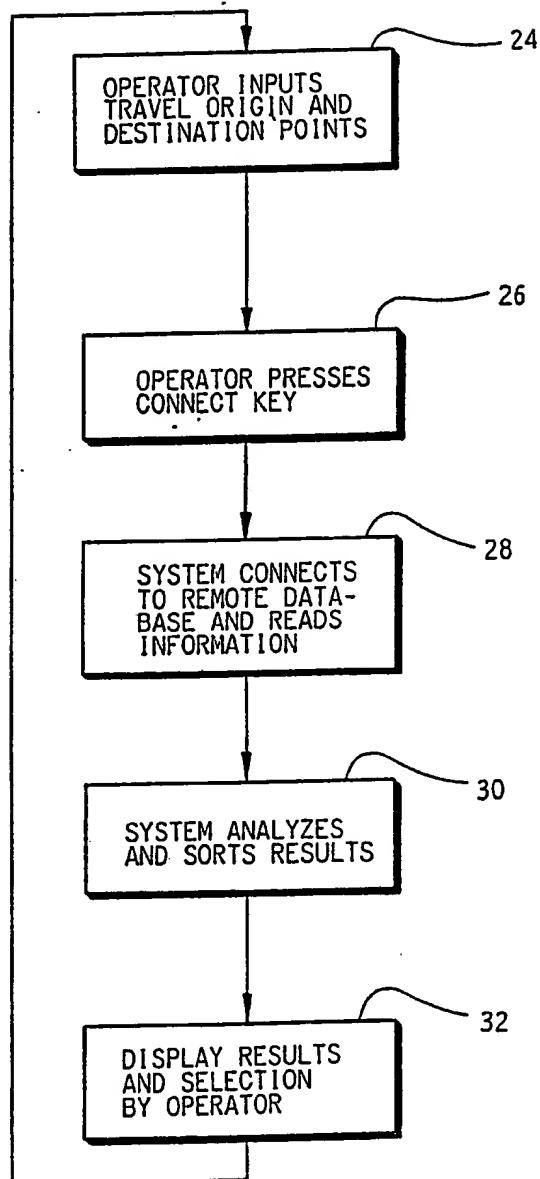 24
OPERATOR INPUTS
TRAVEL ORIGIN AND
DESTINATION POINTS
26
OPERATOR PRESSES
CONNECT KEY
28
SYSTEM CONNECTS
TO REMOTE DATA-
BASE AND READS
INFORMATION
30
SYSTEM ANALYZES
AND SORTS RESULTS
32
DISPLAY RESULTS
AND SELECTION
BY OPERATOR